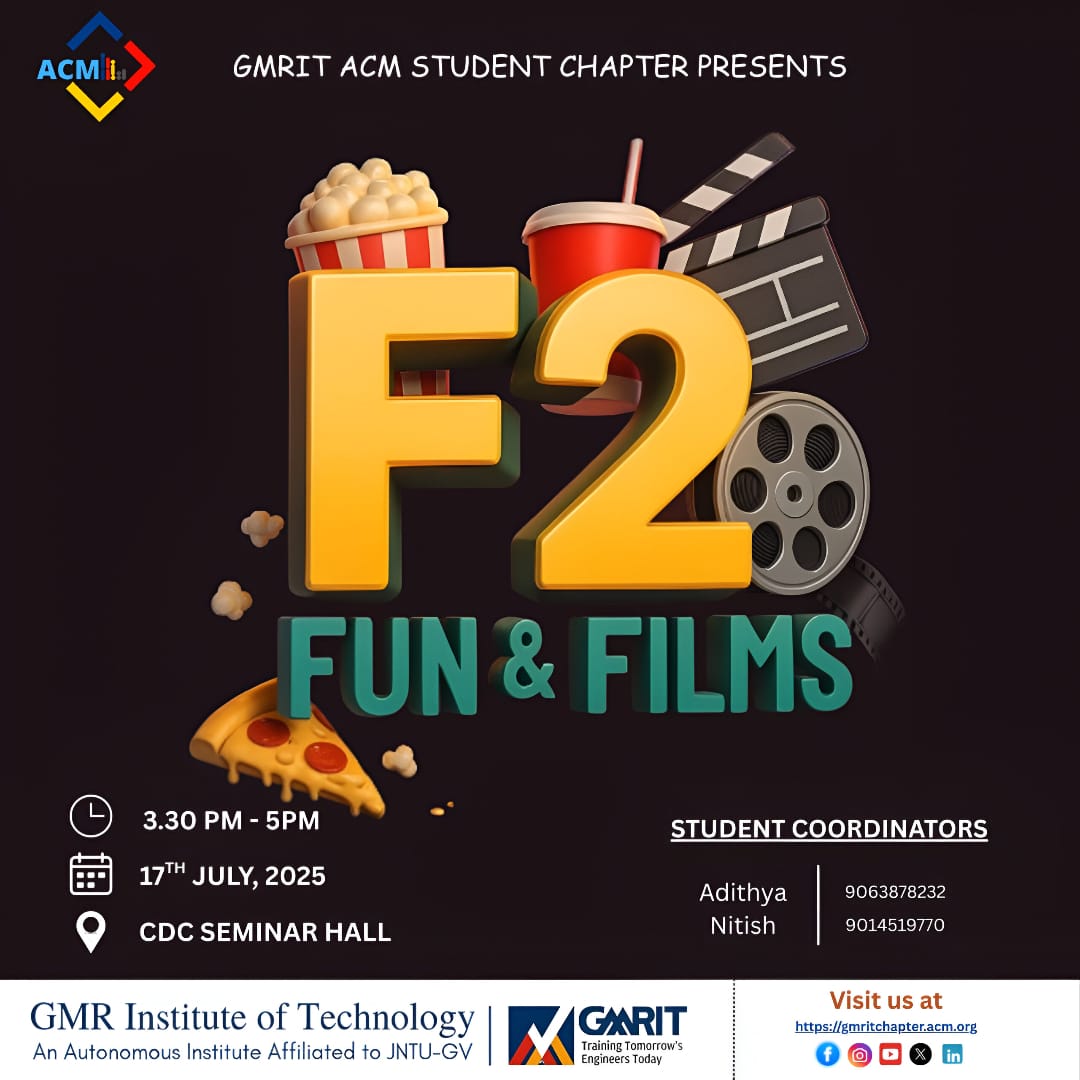 ACM
GMRIT ACM STUDENT CHAPTER PRESENTS
F2
FUN & FILMS
3.30 PM - 5PM
17TH JULY, 2025
CDC SEMINAR HALL
STUDENT COORDINATORS
Adithya 9063878232
Nitish 9014519770
GMR Institute of Technology
An Autonomous Institute Affiliated to JNTU-GV
GMRIT
Training Tomorrow's
Engineers Today
Visit us at
https://gmritchapter.acm.org